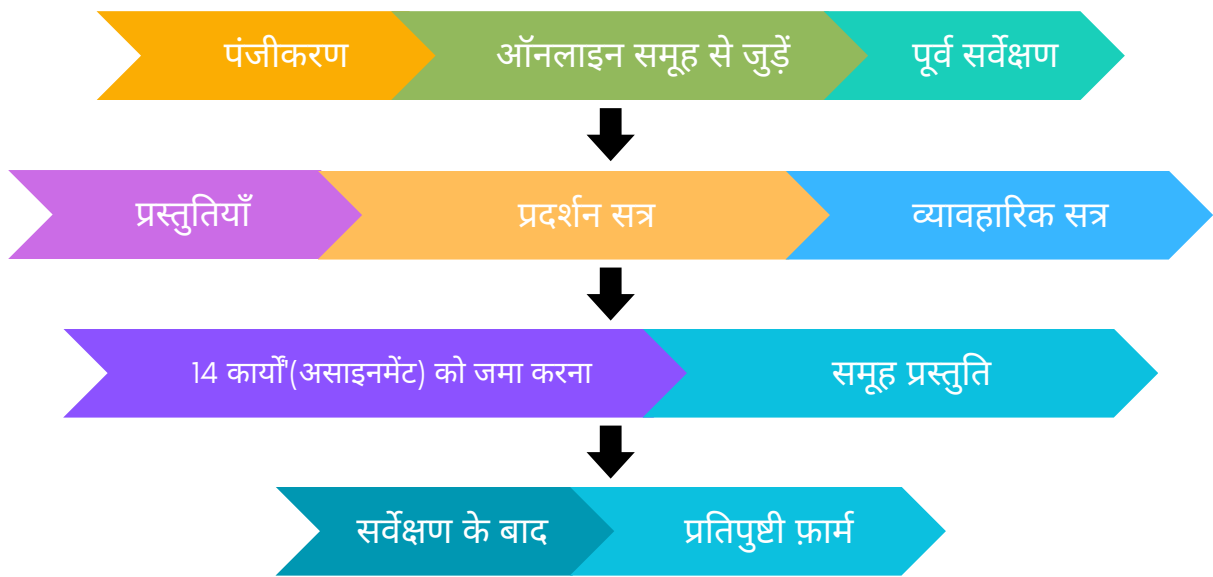 पंजीकरण
ऑनलाइन समूह से जुड़ें
पूर्व सर्वेक्षण
प्रस्तुतियाँ
प्रदर्शन सत्र
व्यावहारिक सत्र
14 कार्यों'(असाइनमेंट) को जमा करना
समूह प्रस्तुति
सर्वेक्षण के बाद
प्रतिपुष्टी फ़ार्म